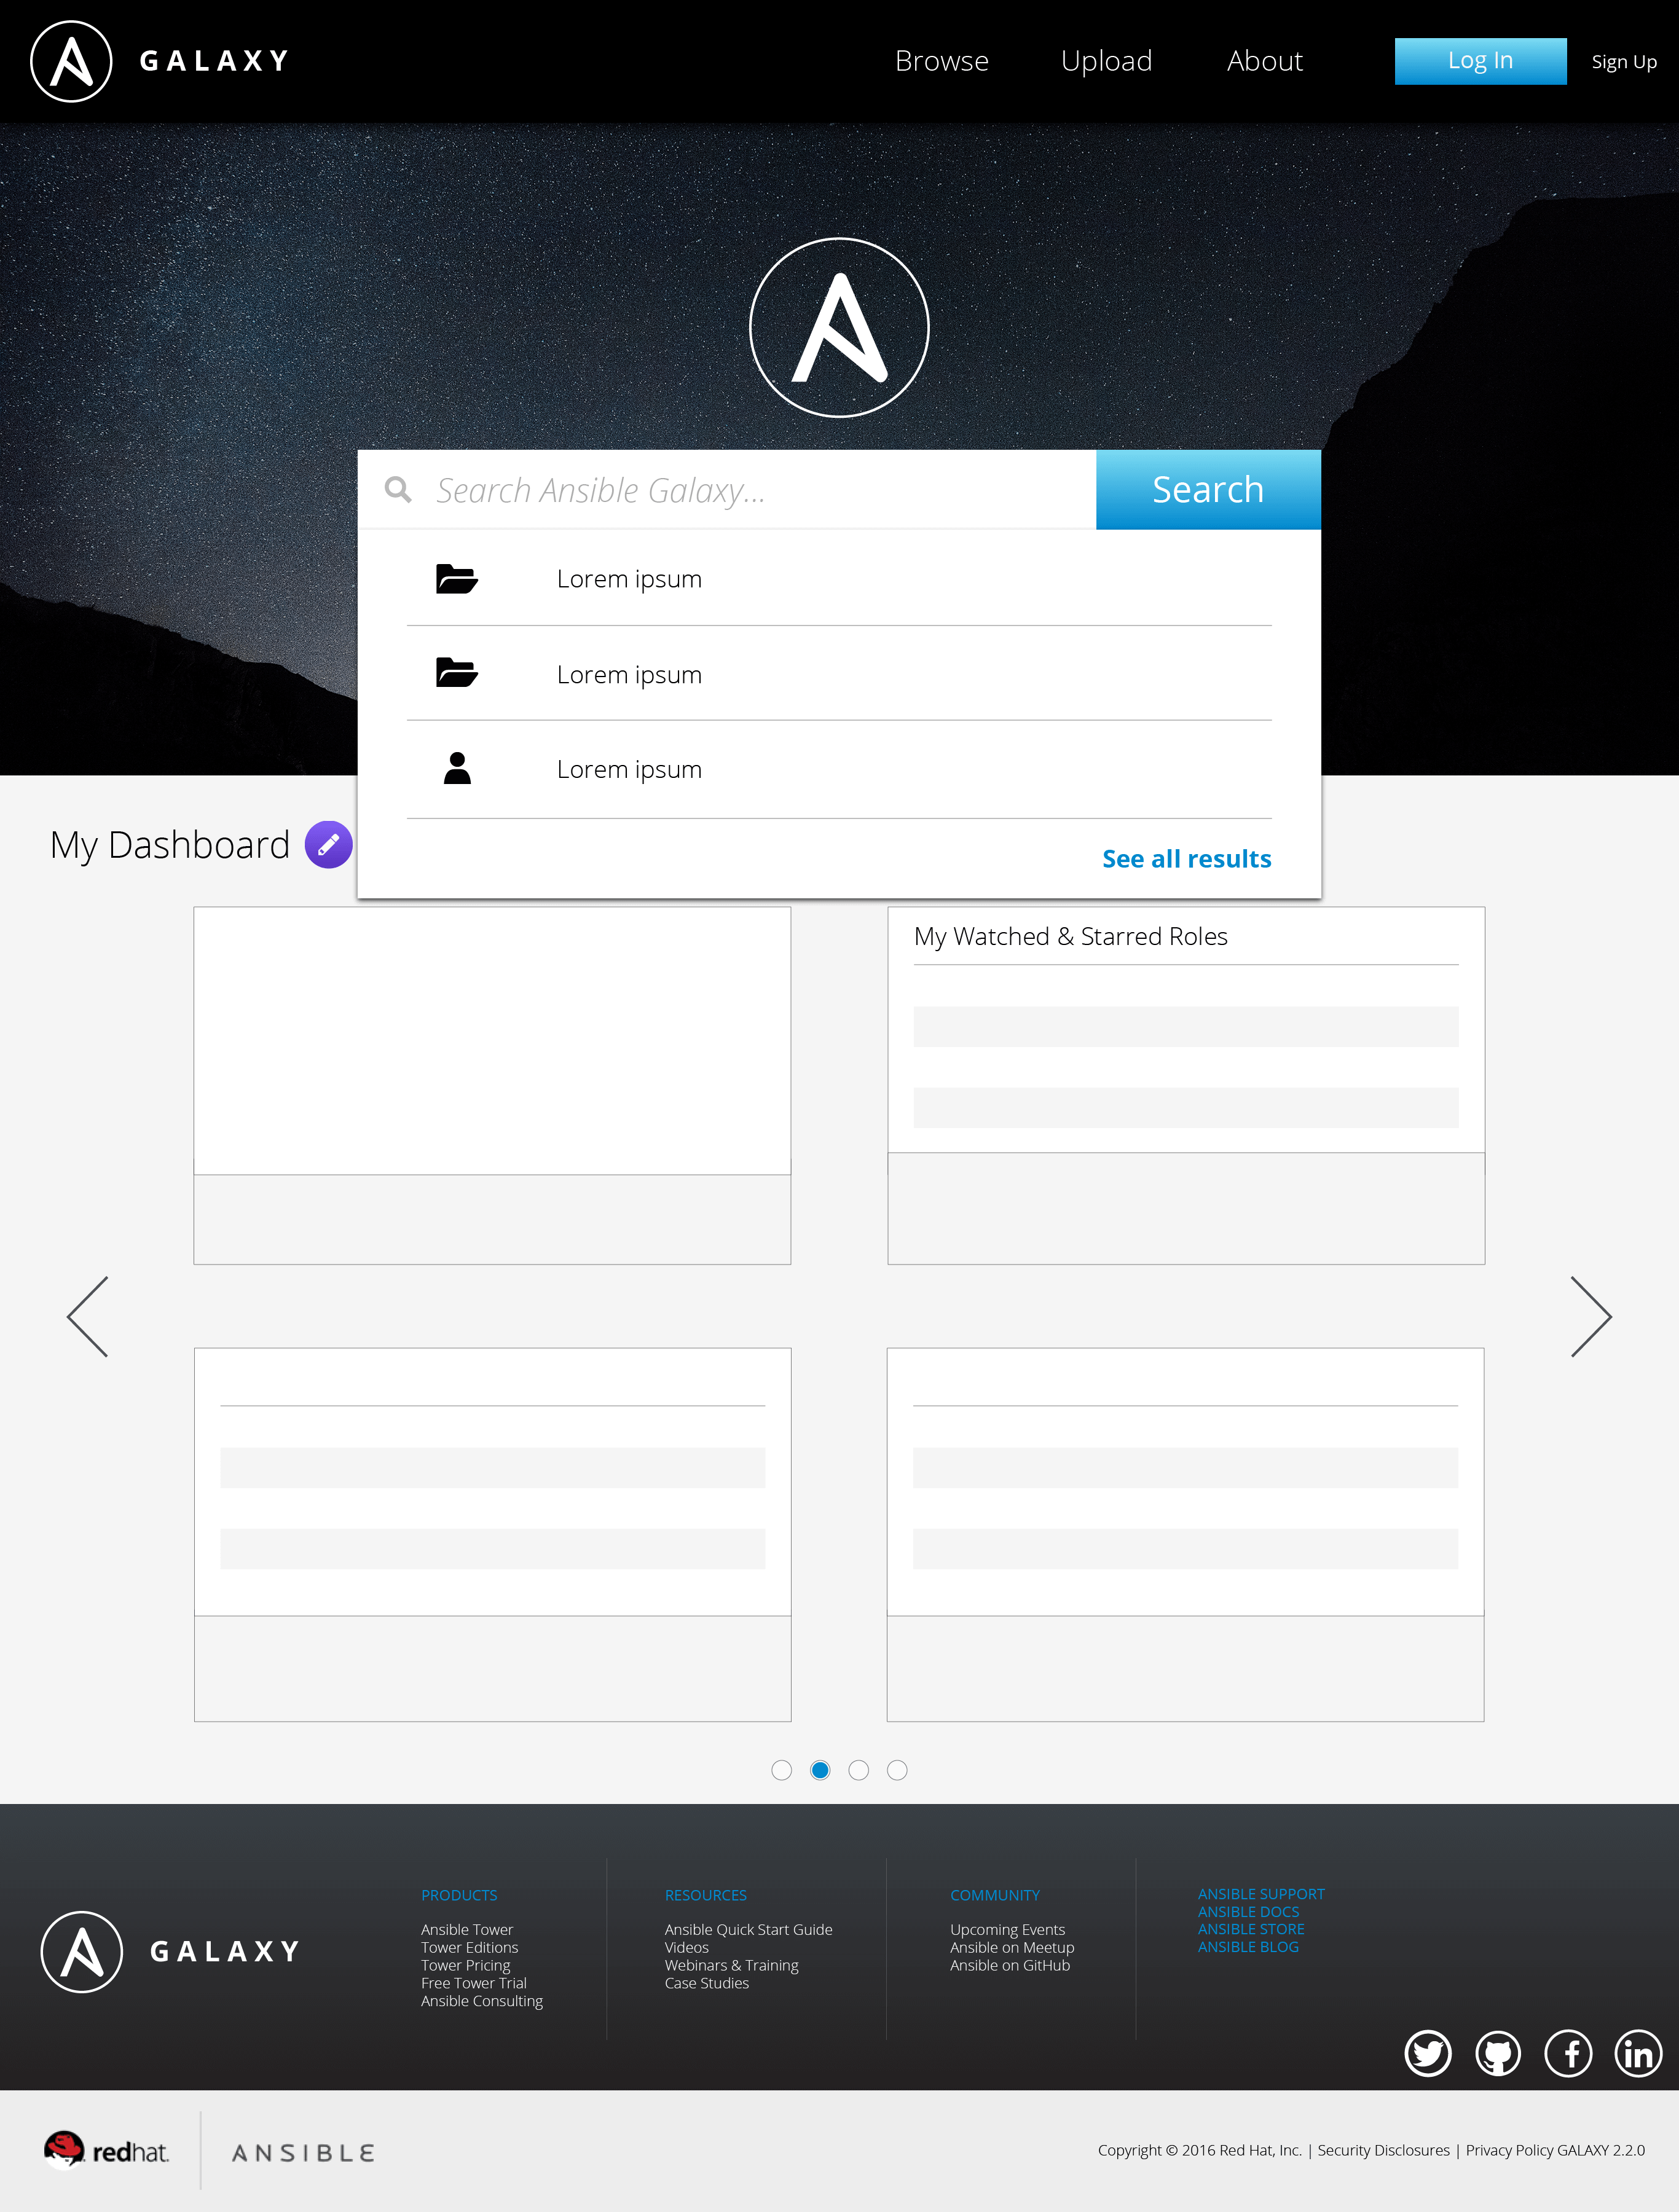 GALAXY
Browse
Upload
About
Log In
Sign Up
Search Ansible Galaxy...
Search
Lorem ipsum
Lorem ipsum
Lorem ipsum
See all results
My Dashboard
My Watched & Starred Roles
GALAXY
PRODUCTS
Ansible Tower
Tower Editions
Tower Pricing
Free Tower Trial
Ansible Consulting
RESOURCES
Ansible Quick Start Guide
Videos
Webinars & Training
Case Studies
COMMUNITY
Upcoming Events
Ansible on Meetup
Ansible on GitHub
ANSIBLE SUPPORT
ANSIBLE DOCS
ANSIBLE STORE
ANSIBLE BLOG
redhat.
ANSIBLE
Copyright © 2016 Red Hat, Inc. | Security Disclosures | Privacy Policy GALAXY 2.2.0